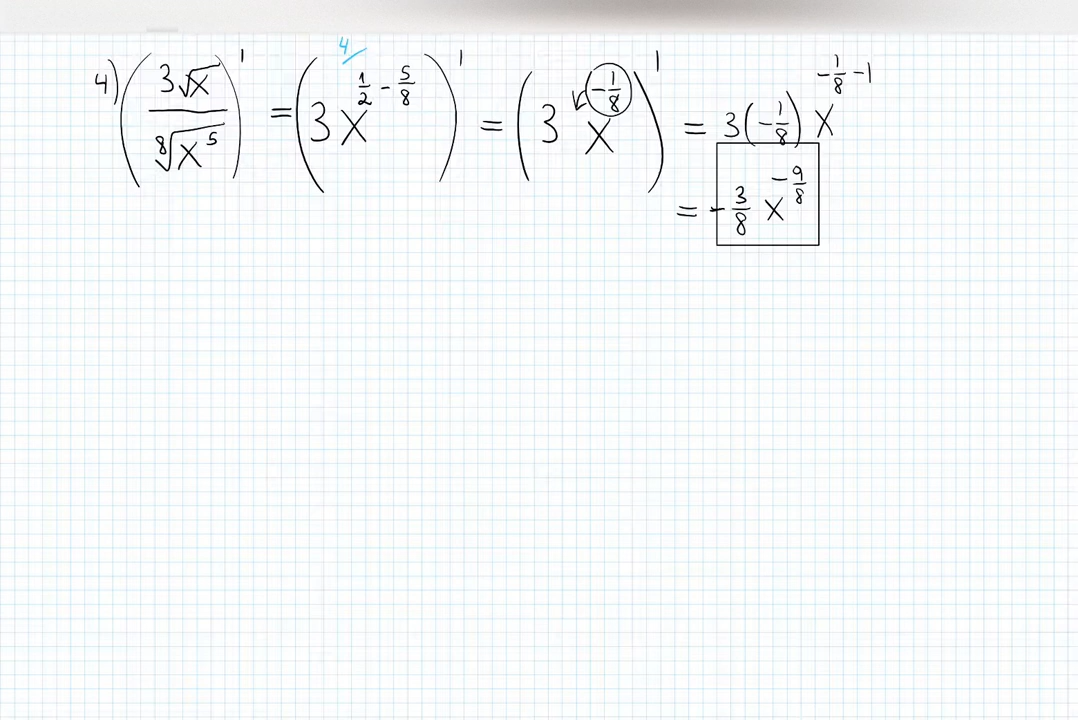 4) (3√x / ⁸√x⁵)' = (3x^(1/2 - 5/8))' 4/ = (3x^(-1/8))' = 3(-1/8)x^(-1/8 - 1)
= -3/8 x^(-9/8)